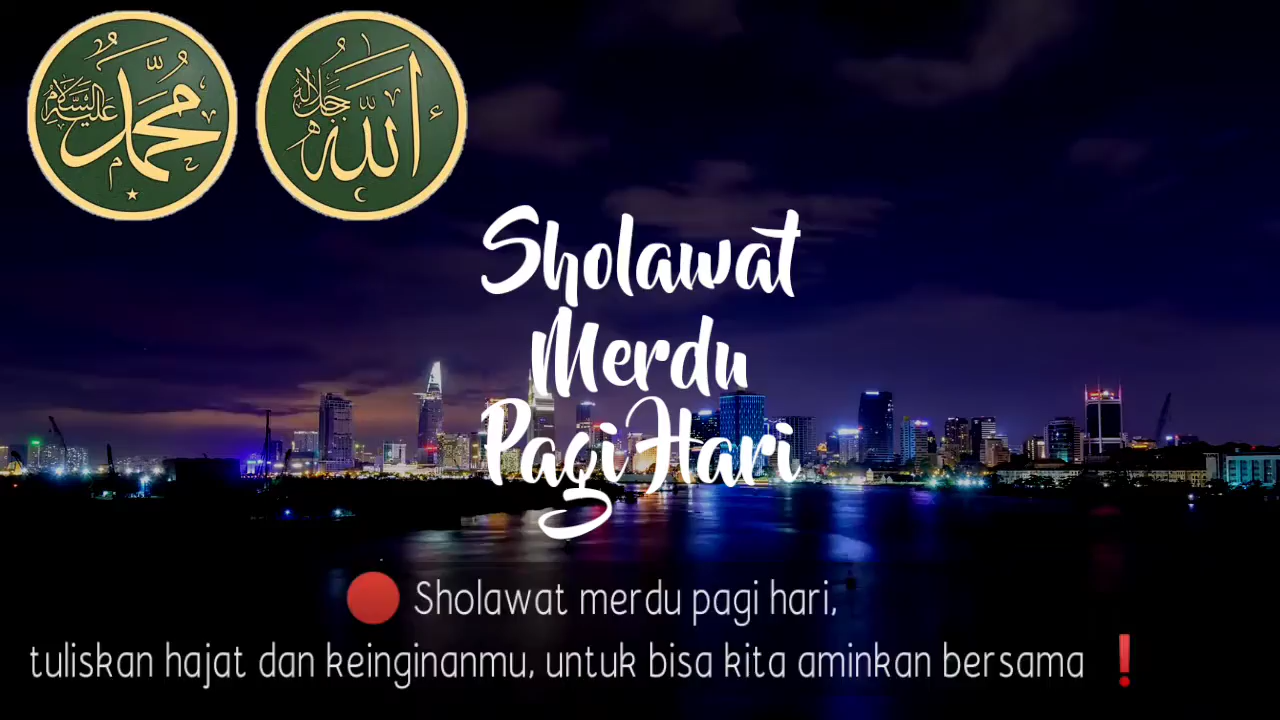 محمد عليه السلام
الله جل جلاله
Sholawat
Merdu
Pagi Hari
🔴 Sholawat merdu pagi hari,
tuliskan hajat dan keinginanmu, untuk bisa kita aminkan bersama ❗